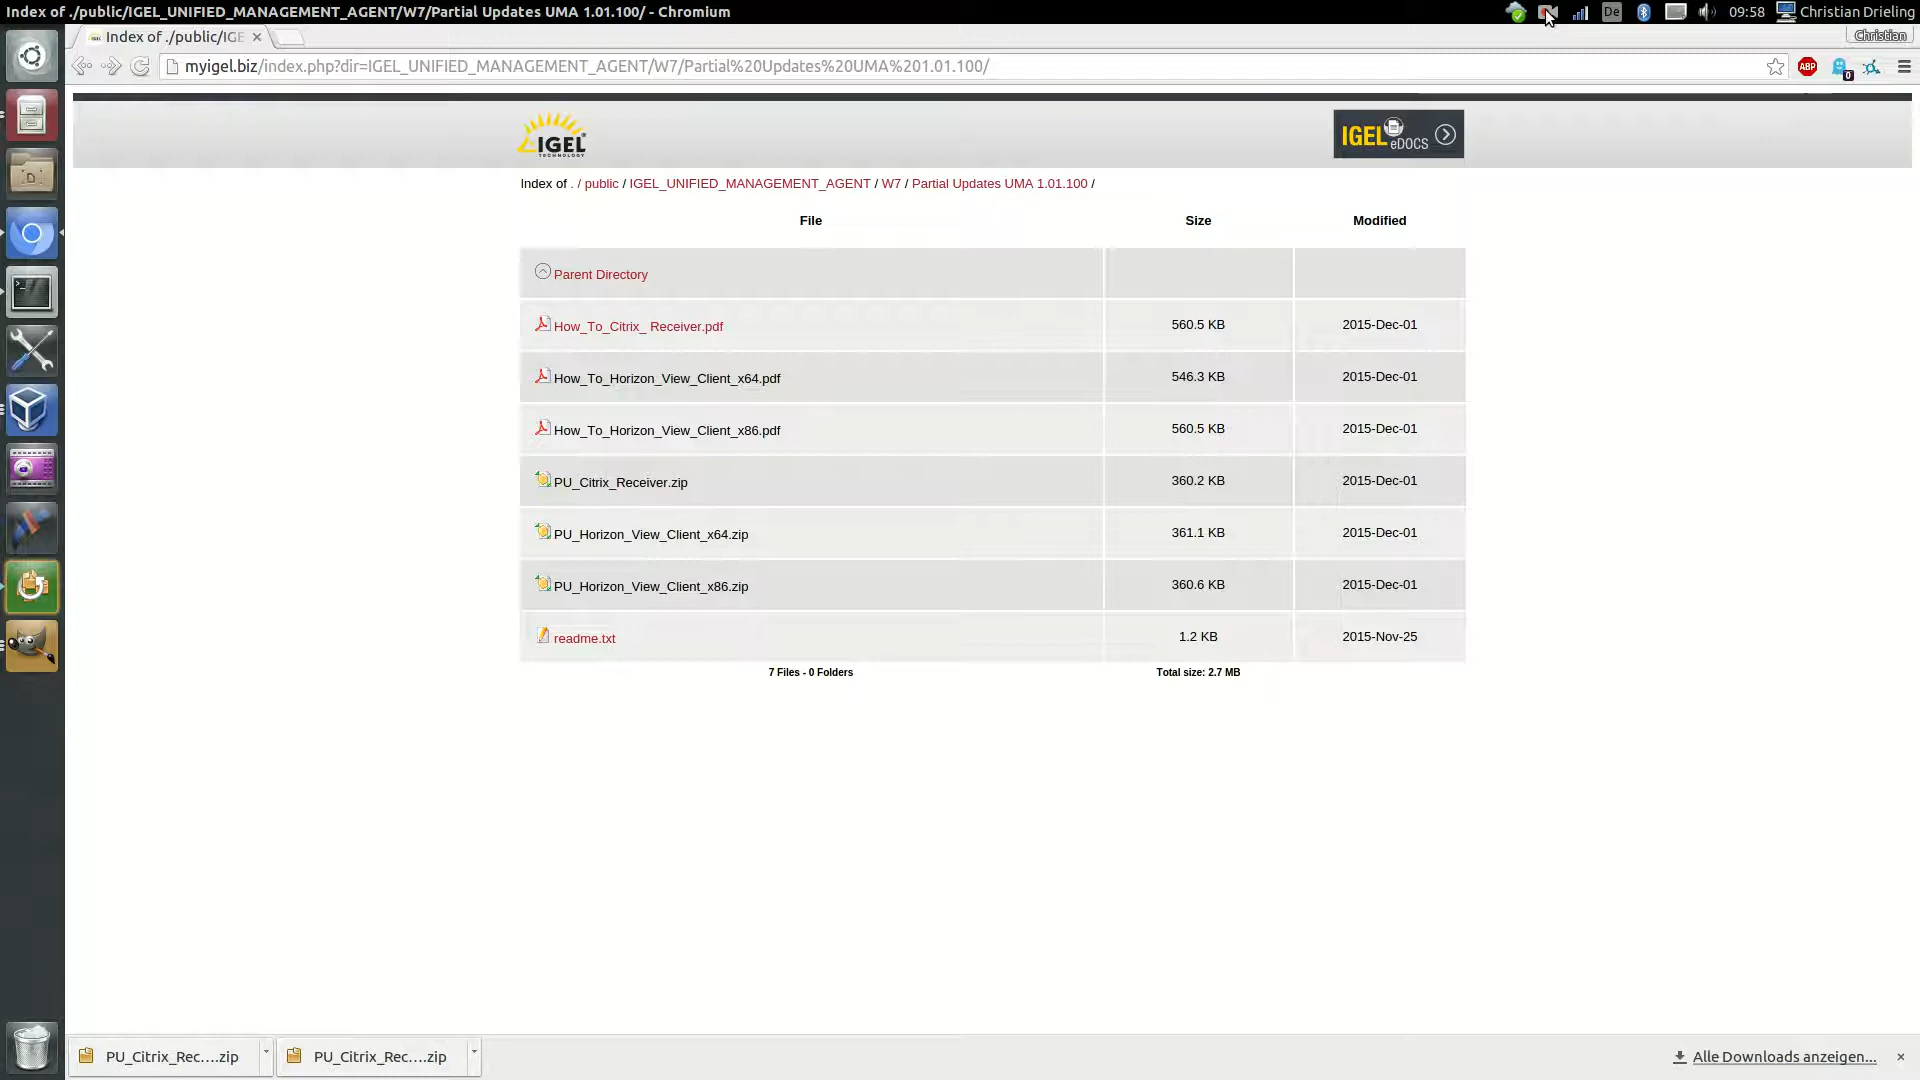 Index of ./public/IGEL_UNIFIED_MANAGEMENT_AGENT/W7/Partial Updates UMA 1.01.100/ - Chromium
De
09:58
Christian Drieling
Index of ./public/IGE
Christian
myigel.biz/index.php?dir=IGEL_UNIFIED_MANAGEMENT_AGENT/W7/Partial%20Updates%20UMA%201.01.100/
ABP
0
IGEL
TECHNOLOGY
IGEL eDOCS
Index of . / public / IGEL_UNIFIED_MANAGEMENT_AGENT / W7 / Partial Updates UMA 1.01.100 /
File Size Modified
Parent Directory
How_To_Citrix_ Receiver.pdf 560.5 KB 2015-Dec-01
How_To_Horizon_View_Client_x64.pdf 546.3 KB 2015-Dec-01
How_To_Horizon_View_Client_x86.pdf 560.5 KB 2015-Dec-01
PU_Citrix_Receiver.zip 360.2 KB 2015-Dec-01
PU_Horizon_View_Client_x64.zip 361.1 KB 2015-Dec-01
PU_Horizon_View_Client_x86.zip 360.6 KB 2015-Dec-01
readme.txt 1.2 KB 2015-Nov-25
7 Files - 0 Folders Total size: 2.7 MB
PU_Citrix_Rec....zip
PU_Citrix_Rec....zip
Alle Downloads anzeigen...